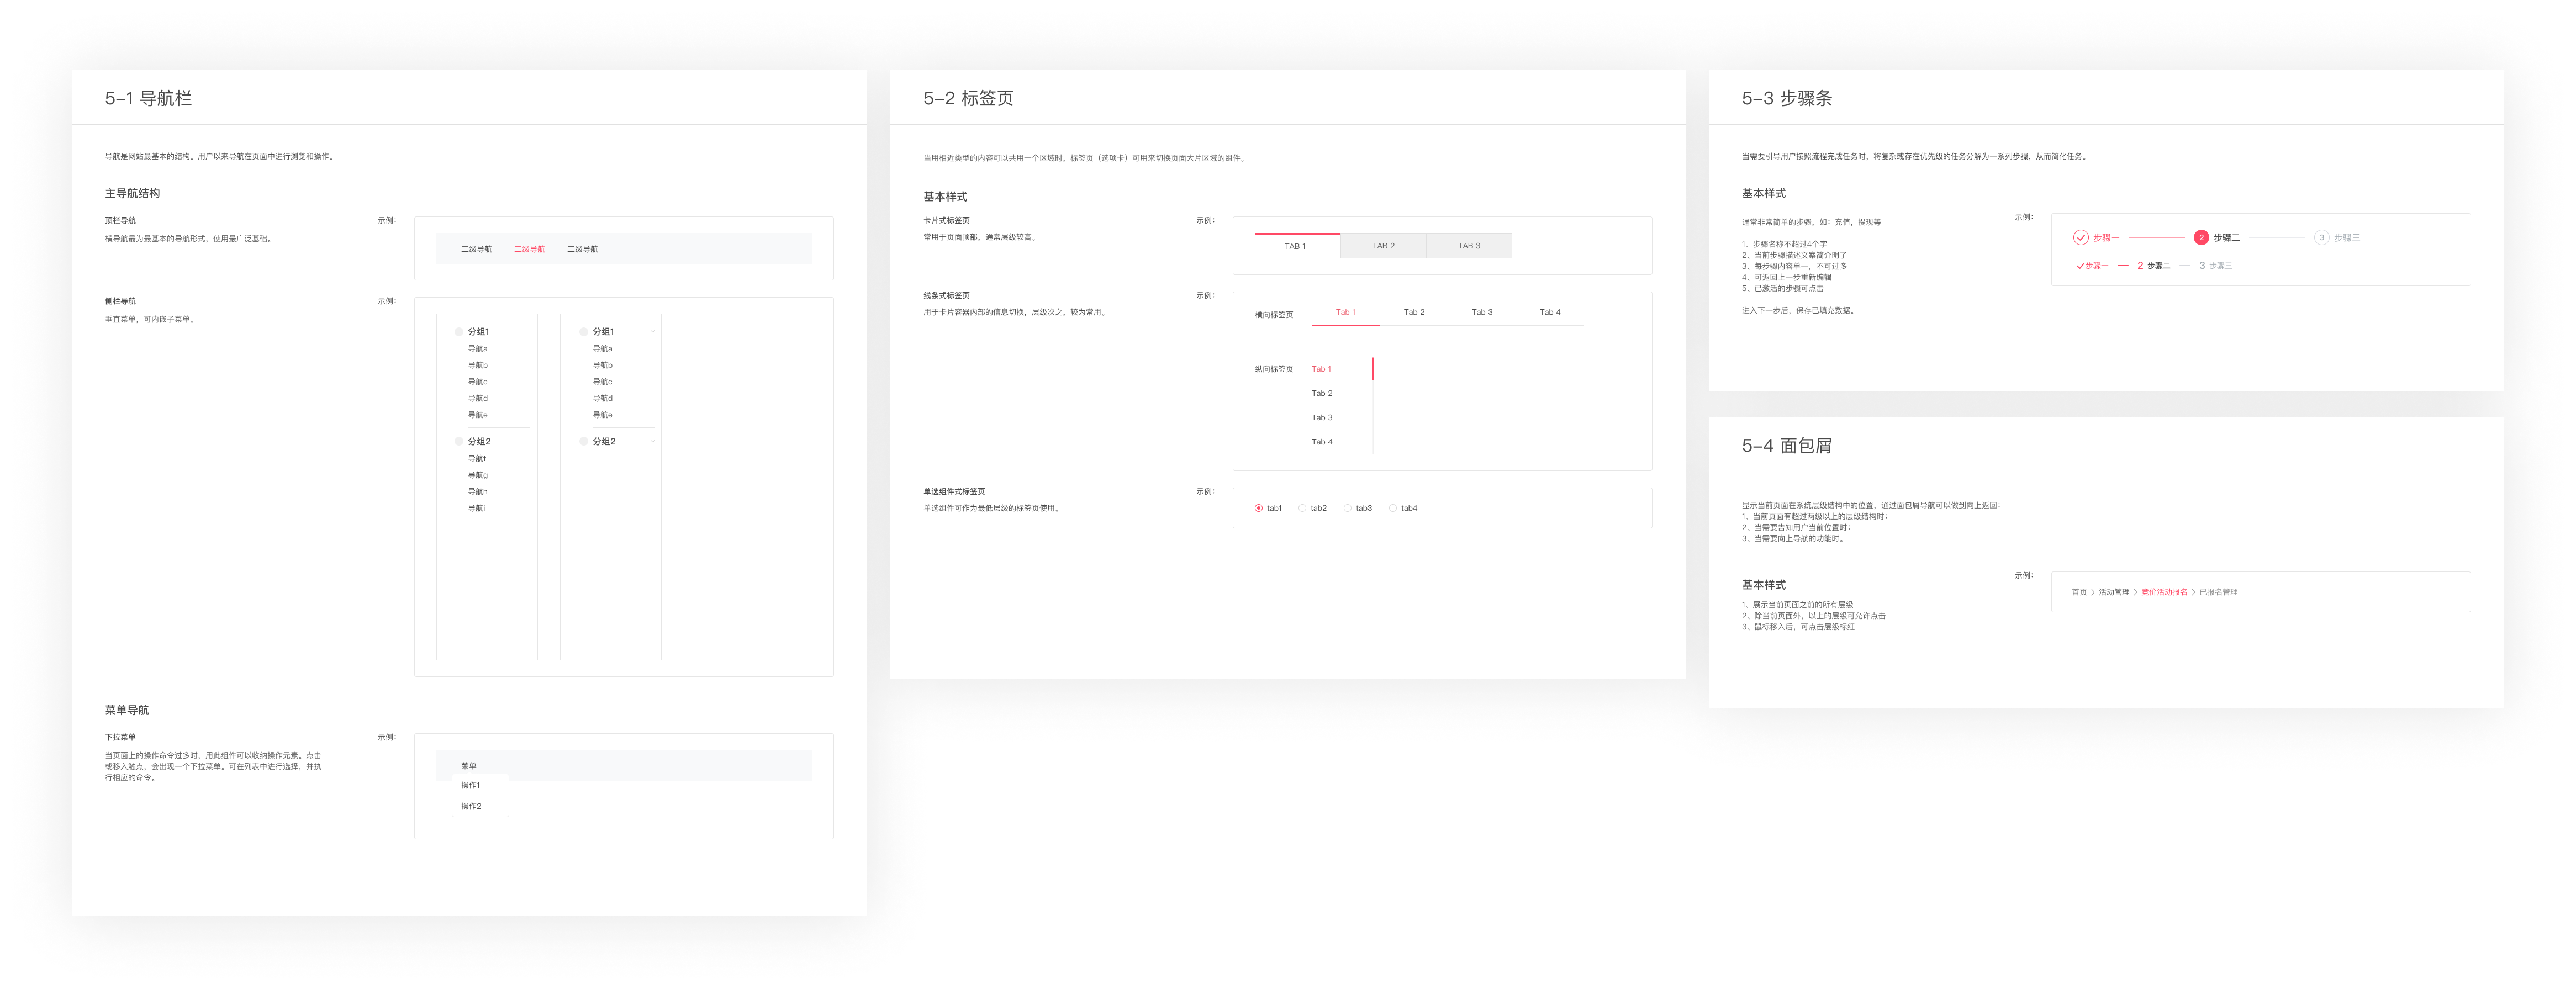 5-1 导航栏
导航是网站最基本的结构。用户以来导航在页面中进行浏览和操作。
主导航结构
顶栏导航
横导航最为最基本的导航形式，使用最广泛基础。
示例：
二级导航 二级导航 二级导航
侧栏导航
垂直菜单，可内嵌子菜单。
示例：
分组1
导航a
导航b
导航c
导航d
导航e
分组2
导航f
导航g
导航h
导航i
分组1
导航a
导航b
导航c
导航d
导航e
分组2
菜单导航
下拉菜单
当页面上的操作命令过多时，用此组件可以收纳操作元素。点击
或移入触点，会出现一个下拉菜单。可在列表中进行选择，并执
行相应的命令。
示例：
菜单
操作1
操作2
5-2 标签页
当用相近类型的内容可以共用一个区域时，标签页（选项卡）可用来切换页面大片区域的组件。
基本样式
卡片式标签页
常用于页面顶部，通常层级较高。
示例：
TAB 1 TAB 2 TAB 3
线条式标签页
用于卡片容器内部的信息切换，层级次之，较为常用。
示例：
横向标签页 Tab 1 Tab 2 Tab 3 Tab 4
纵向标签页 Tab 1
Tab 2
Tab 3
Tab 4
单选组件式标签页
单选组件可作为最低层级的标签页使用。
示例：
tab1 tab2 tab3 tab4
5-3 步骤条
当需要引导用户按照流程完成任务时，将复杂或存在优先级的任务分解为一系列步骤，从而简化任务。
基本样式
通常非常简单的步骤，如：充值，提现等
1、步骤名称不超过4个字
2、当前步骤描述文案简介明了
3、每步骤内容单一，不可过多
4、可返回上一步重新编辑
5、已激活的步骤可点击
进入下一步后，保存已填充数据。
示例：
步骤一 2 步骤二 3 步骤三
步骤一 2 步骤二 3 步骤三
5-4 面包屑
显示当前页面在系统层级结构中的位置，通过面包屑导航可以做到向上返回：
1、当前页面有超过两级以上的层级结构时；
2、当需要告知用户当前位置时；
3、当需要向上导航的功能时。
基本样式
1、展示当前页面之前的所有层级
2、除当前页面外，以上的层级可允许点击
3、鼠标移入后，可点击层级标红
示例：
首页 > 活动管理 > 竞价活动报名 > 已报名管理